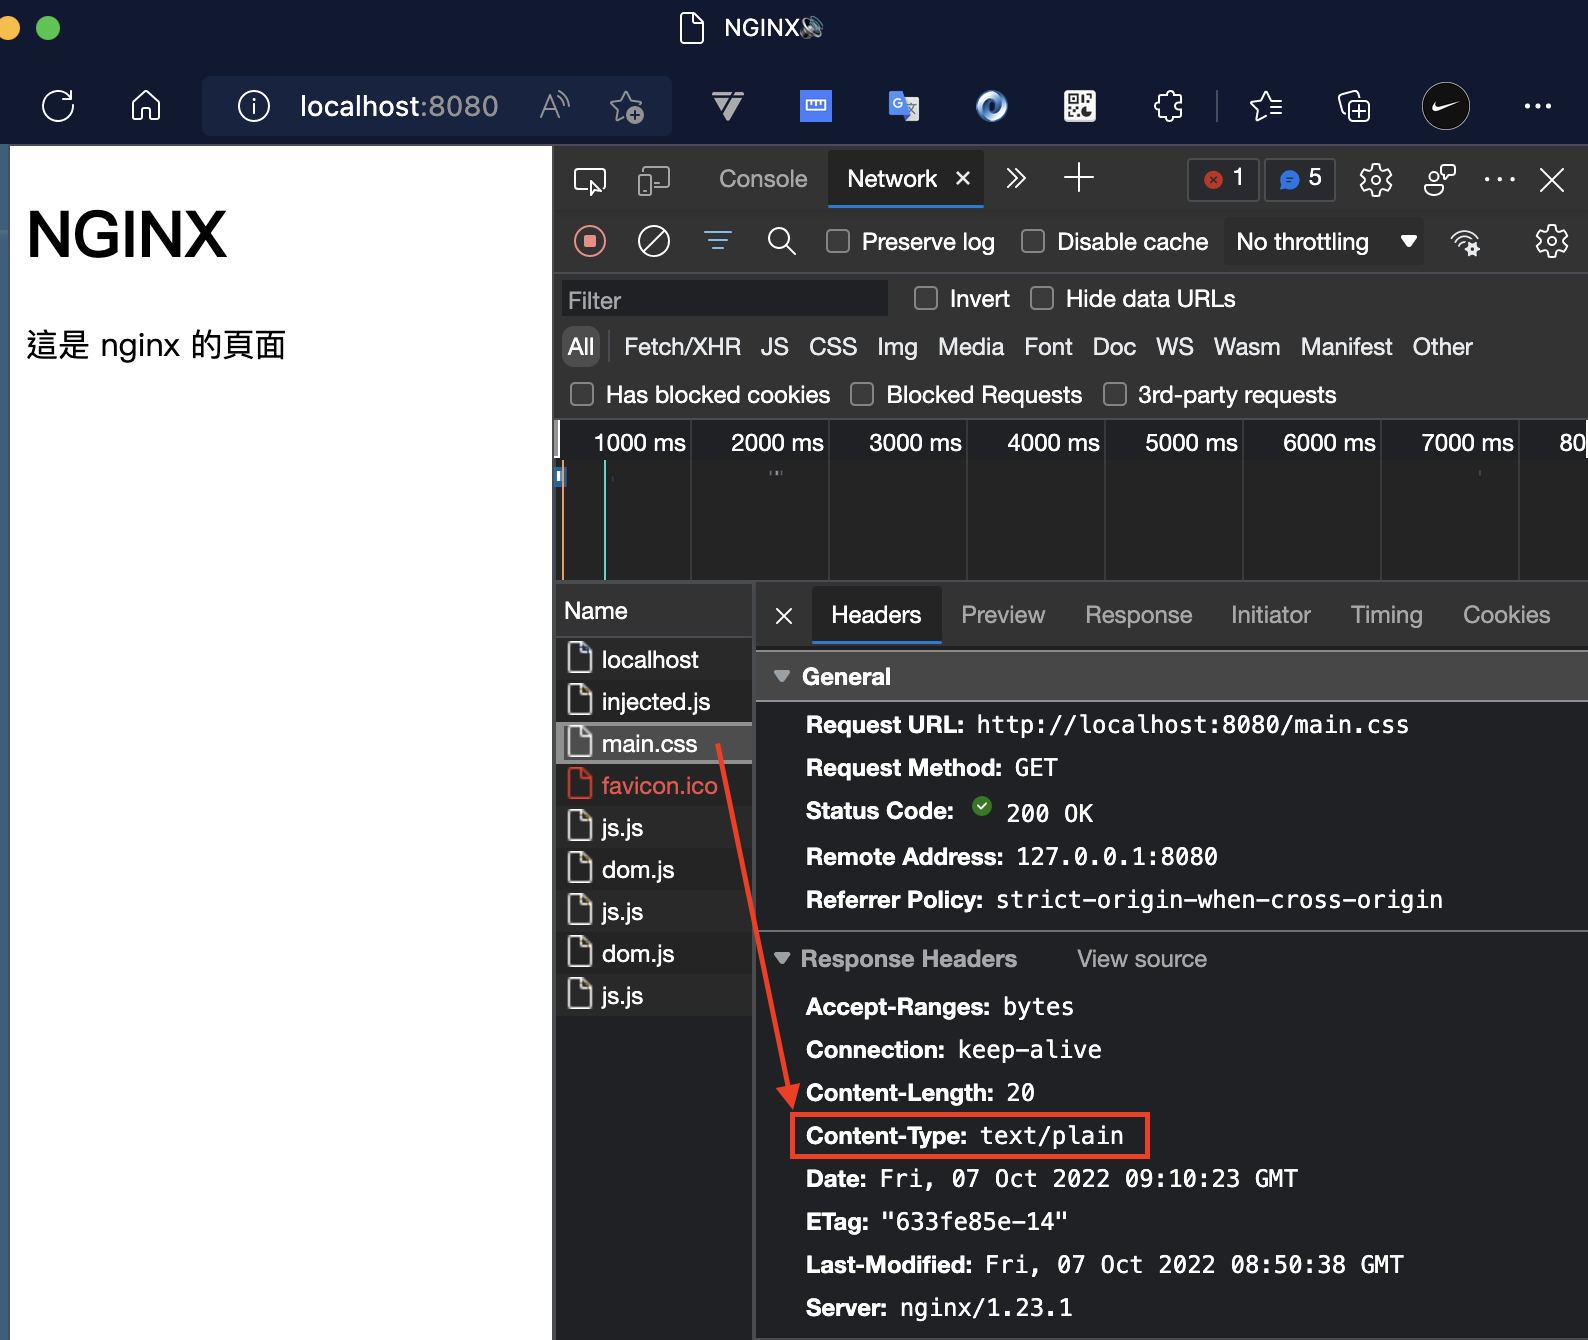 NGINX
localhost:8080
NGINX
這是 nginx 的頁面
Console Network 1 5
Preserve log Disable cache No throttling
Filter Invert Hide data URLs
All Fetch/XHR JS CSS Img Media Font Doc WS Wasm Manifest Other
Has blocked cookies Blocked Requests 3rd-party requests
1000 ms 2000 ms 3000 ms 4000 ms 5000 ms 6000 ms 7000 ms 80
Name
localhost
injected.js
main.css
favicon.ico
js.js
dom.js
js.js
dom.js
js.js
Headers Preview Response Initiator Timing Cookies
General
Request URL: http://localhost:8080/main.css
Request Method: GET
Status Code: 200 OK
Remote Address: 127.0.0.1:8080
Referrer Policy: strict-origin-when-cross-origin
Response Headers View source
Accept-Ranges: bytes
Connection: keep-alive
Content-Length: 20
Content-Type: text/plain
Date: Fri, 07 Oct 2022 09:10:23 GMT
ETag: "633fe85e-14"
Last-Modified: Fri, 07 Oct 2022 08:50:38 GMT
Server: nginx/1.23.1